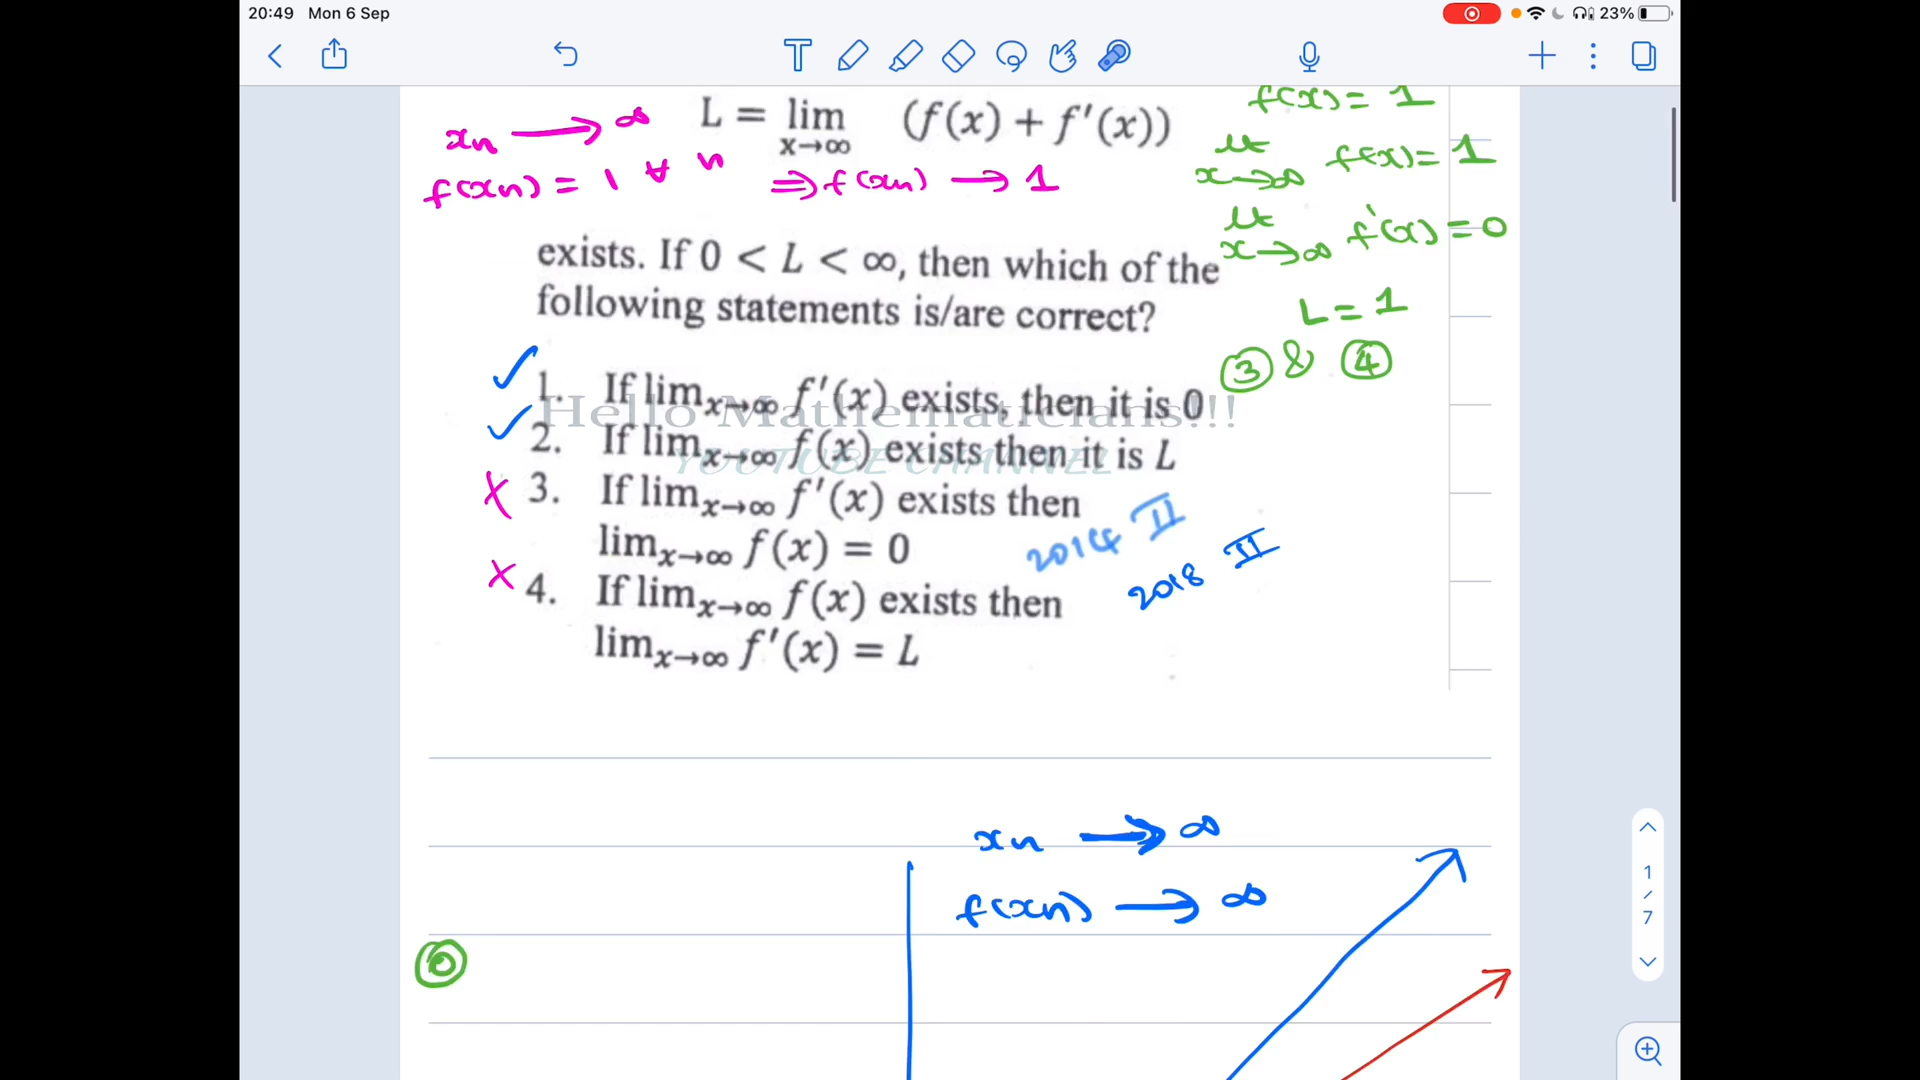 20:49 Mon 6 Sep
23%
L = lim (f(x) + f′(x))
x→∞
xn → ∞
f(xn) = 1 ∀ n ⇒ f(xn) → 1
f(x) = 1
lt f(x) = 1
x→∞
lt f'(x) = 0
x→∞
L = 1
③ & ④
exists. If 0 < L < ∞, then which of the
following statements is/are correct?
✓ 1. If limx→∞ f′(x) exists, then it is 0
Hello Mathematicians!!!
✓ 2. If limx→∞ f(x) exists then it is L
YOUTUBE CHANNEL
x 3. If limx→∞ f′(x) exists then
limx→∞ f(x) = 0
2014 II
x 4. If limx→∞ f(x) exists then
2018 II
limx→∞ f′(x) = L
xn → ∞
f(xn) → ∞
1
/
7